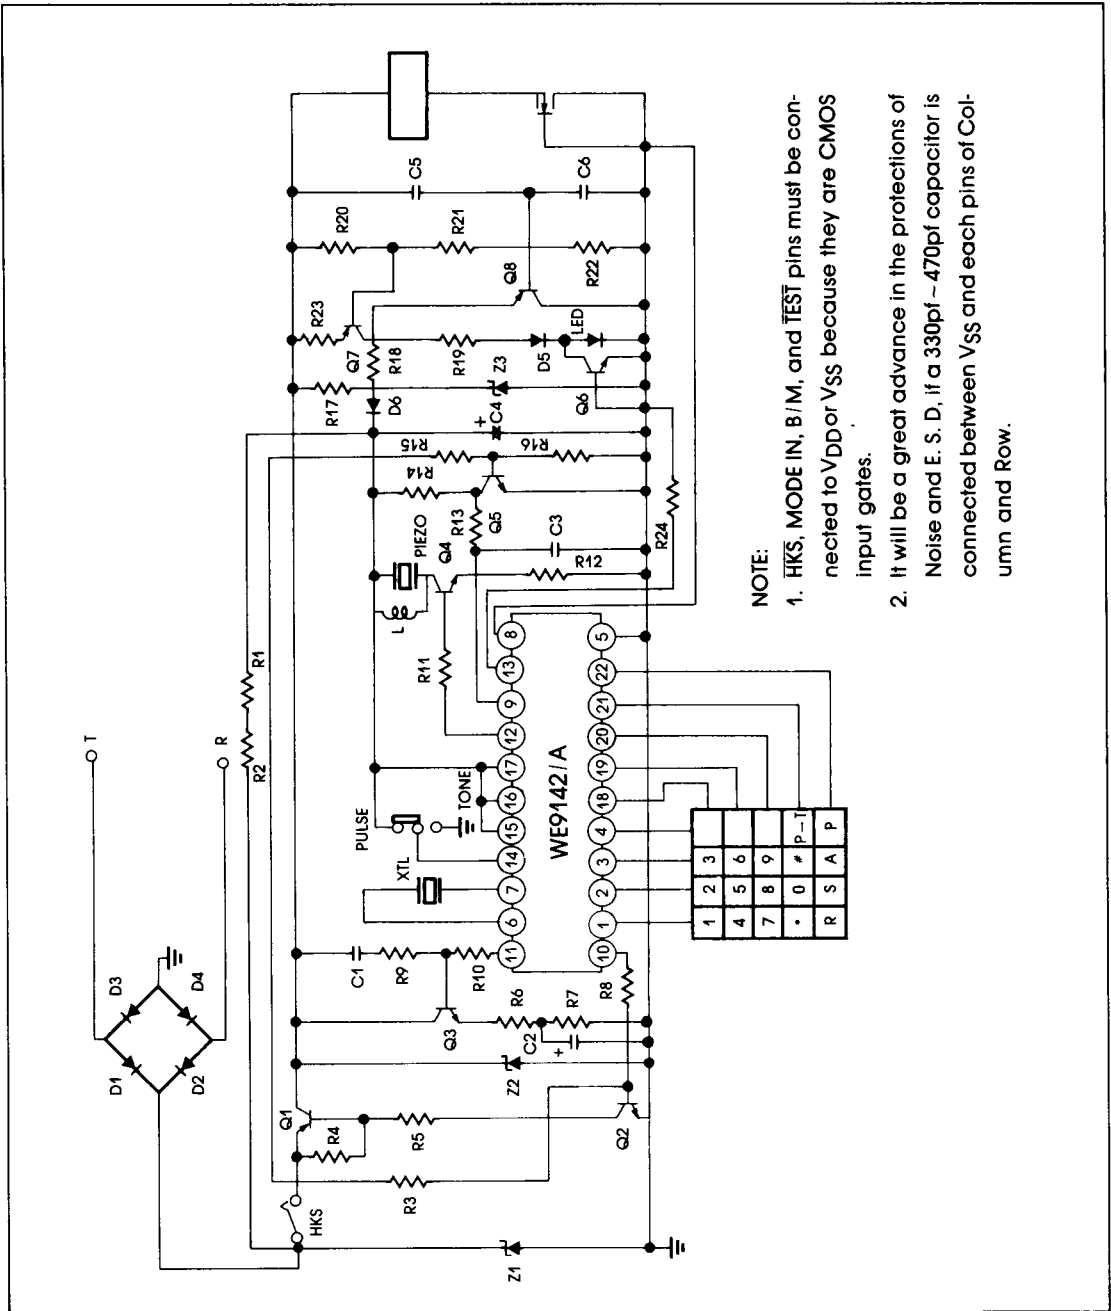 T
R
D1
D3
D2
D4
R2
R1
HKS
Q1
R4
R3
R5
Z1
Q2
Z2
Q3
C1
R9
R10
R6
C2
+
R7
R8
XTL
PULSE
TONE
L
PIEZO
R11
Q4
R12
R13
R14
Q5
C3
R15
R16
C4
+
D6
R17
R18
Z3
Q7
R23
R19
D5
LED
Q6
Q8
R20
R21
R22
C5
C6
R24
11
6
7
14
15
16
17
12
9
13
8
WE9142/A
10
1
2
3
4
18
19
20
21
22
5
1 2 3
4 5 6
7 8 9
* 0 # P–T
R S A P
NOTE:
1. HKS, MODE IN, B/M, and TEST pins must be con-
nected to VDD or VSS because they are CMOS
input gates.
2. It will be a great advance in the protections of
Noise and E. S. D, if a 330pf ~ 470pf capacitor is
connected between VSS and each pins of Col-
umn and Row.